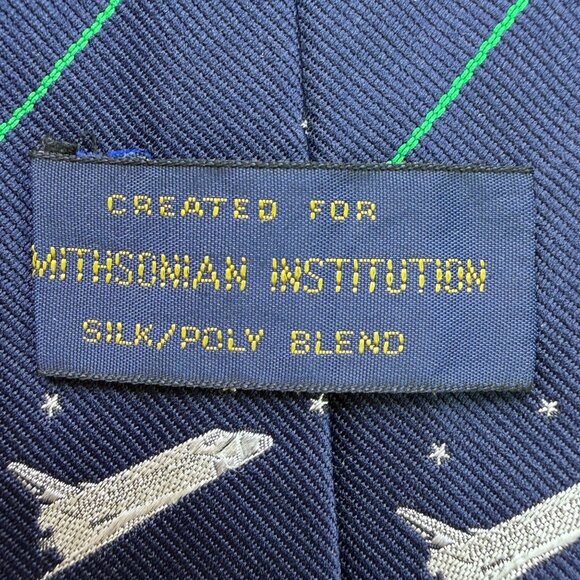 CREATED FOR
MITHSONIAN INSTITUTION
SILK/POLY BLEND